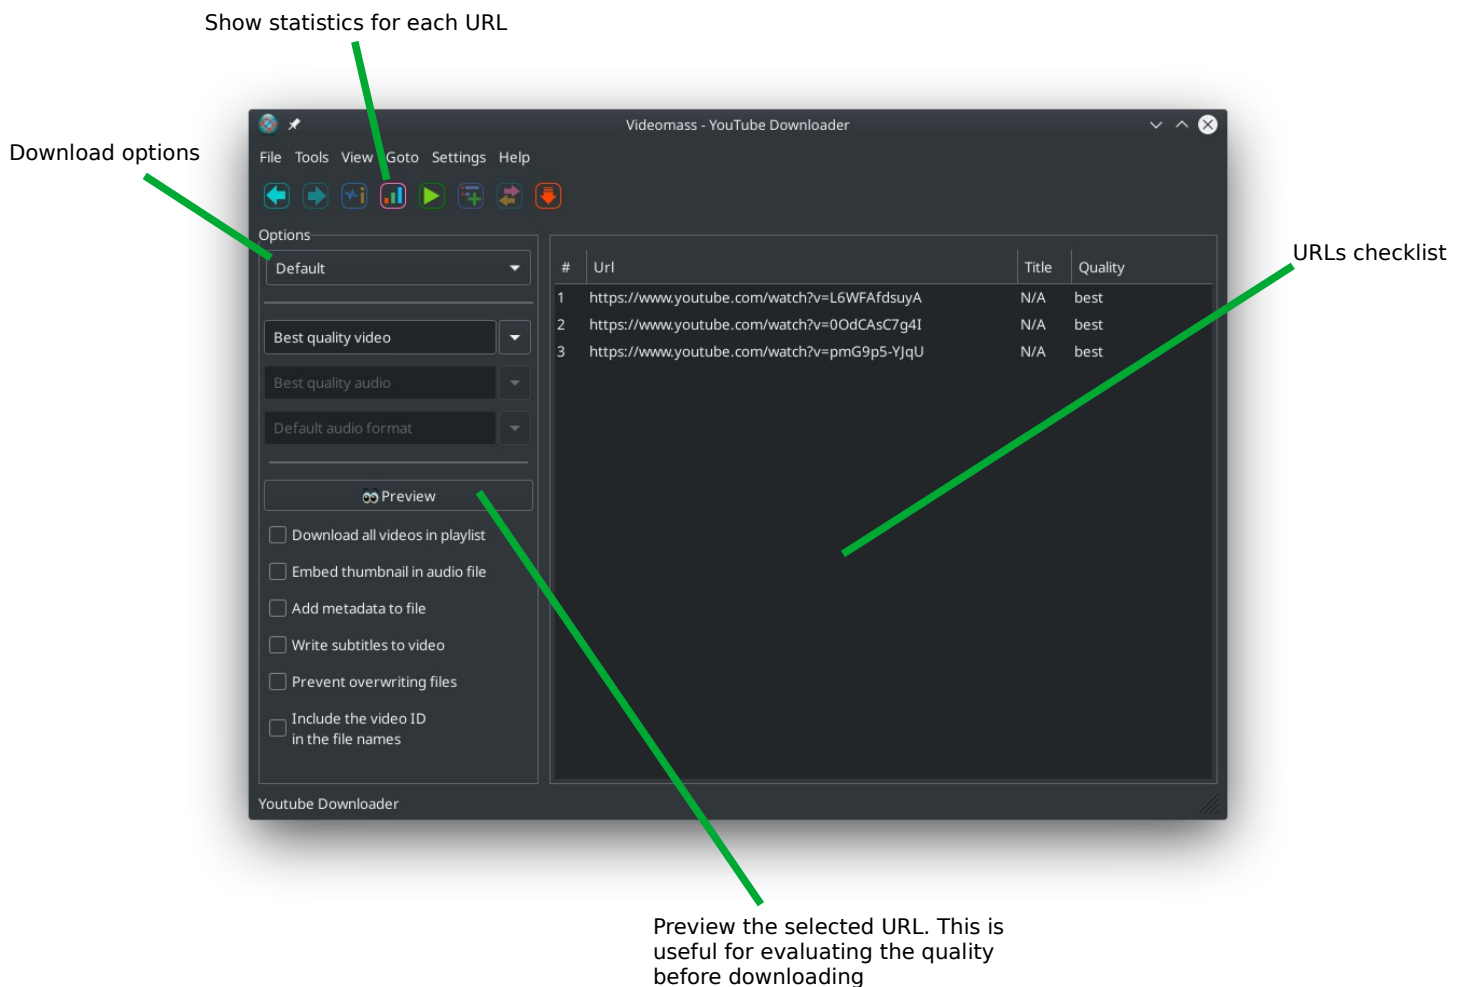 Show statistics for each URL
Download options
Videomass - YouTube Downloader
File Tools View Goto Settings Help
Options
Default
Best quality video
Best quality audio
Default audio format
Preview
Download all videos in playlist
Embed thumbnail in audio file
Add metadata to file
Write subtitles to video
Prevent overwriting files
Include the video ID
in the file names
# Url Title Quality
1 https://www.youtube.com/watch?v=L6WFAfdsuyA N/A best
2 https://www.youtube.com/watch?v=0OdCAsC7g4I N/A best
3 https://www.youtube.com/watch?v=pmG9p5-YJqU N/A best
URLs checklist
Youtube Downloader
Preview the selected URL. This is
useful for evaluating the quality
before downloading